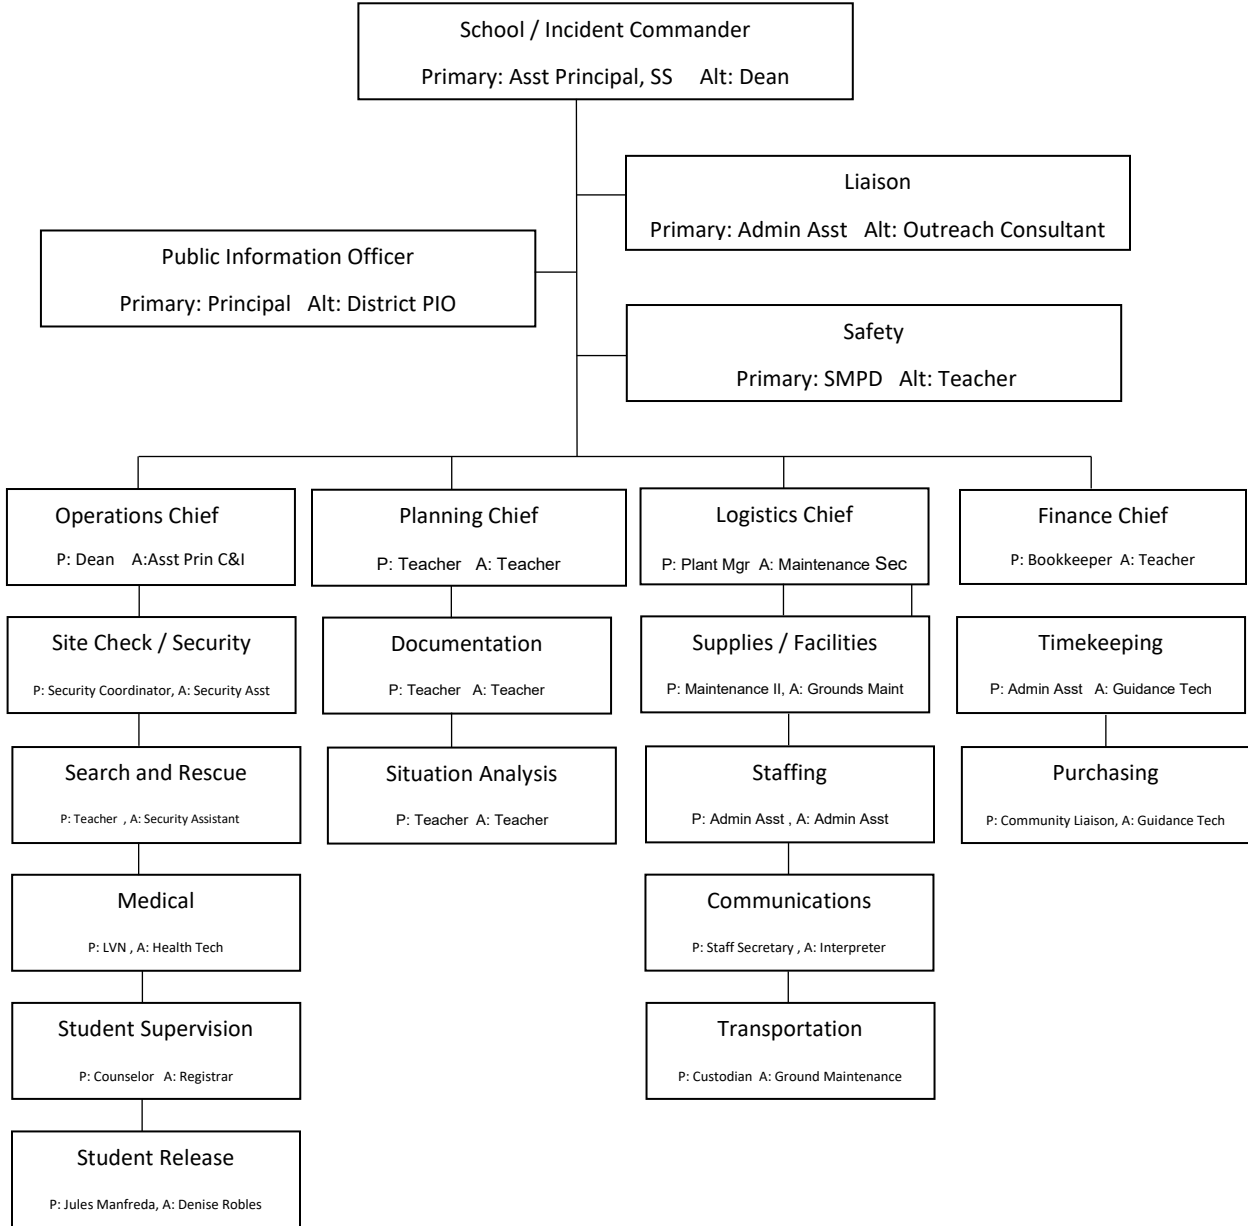 School / Incident Commander
Primary: Asst Principal, SS Alt: Dean
Liaison
Primary: Admin Asst Alt: Outreach Consultant
Public Information Officer
Primary: Principal Alt: District PIO
Safety
Primary: SMPD Alt: Teacher
Operations Chief
P: Dean A:Asst Prin C&I
Planning Chief
P: Teacher A: Teacher
Logistics Chief
P: Plant Mgr A: Maintenance Sec
Finance Chief
P: Bookkeeper A: Teacher
Site Check / Security
P: Security Coordinator, A: Security Asst
Documentation
P: Teacher A: Teacher
Supplies / Facilities
P: Maintenance II, A: Grounds Maint
Timekeeping
P: Admin Asst A: Guidance Tech
Search and Rescue
P: Teacher , A: Security Assistant
Situation Analysis
P: Teacher A: Teacher
Staffing
P: Admin Asst , A: Admin Asst
Purchasing
P: Community Liaison, A: Guidance Tech
Medical
P: LVN , A: Health Tech
Communications
P: Staff Secretary , A: Interpreter
Student Supervision
P: Counselor A: Registrar
Transportation
P: Custodian A: Ground Maintenance
Student Release
P: Jules Manfreda, A: Denise Robles